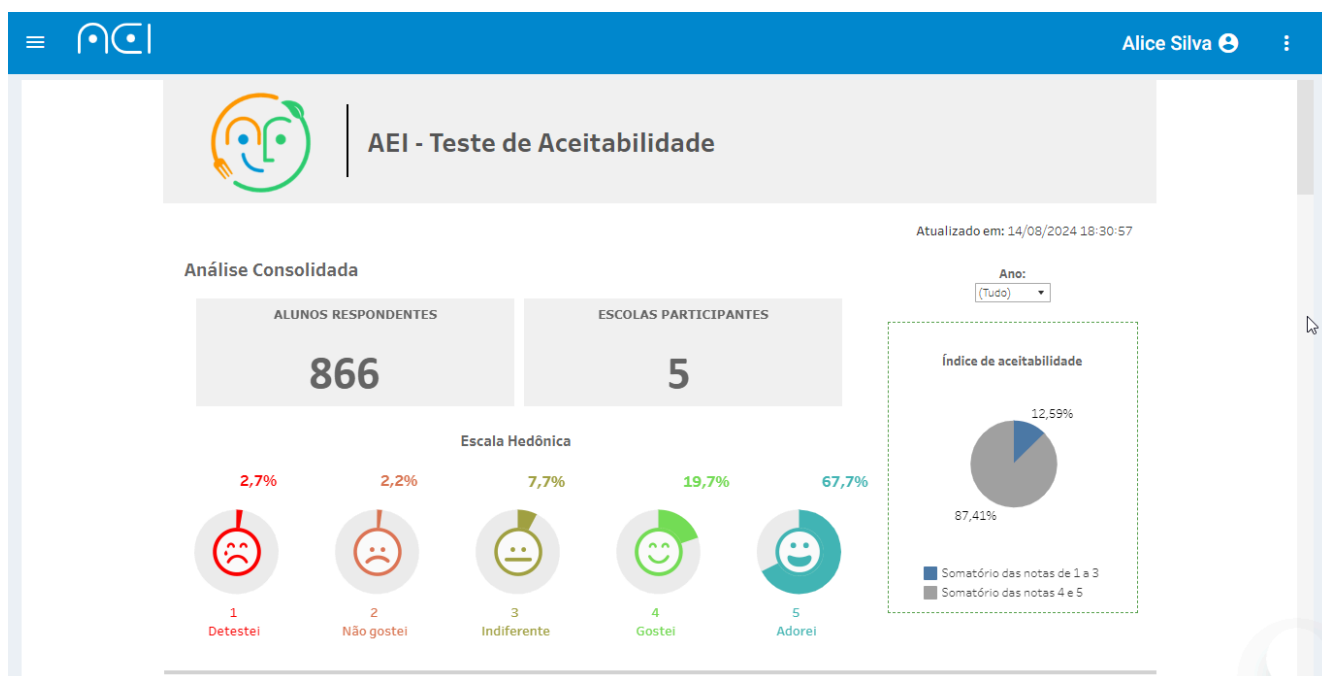 AEI
Alice Silva
AEI - Teste de Aceitabilidade
Atualizado em: 14/08/2024 18:30:57
Análise Consolidada
Ano:
(Tudo)
ALUNOS RESPONDENTES
ESCOLAS PARTICIPANTES
866
5
Índice de aceitabilidade
12,59%
87,41%
Somatório das notas de 1 a 3
Somatório das notas 4 e 5
Escala Hedônica
2,7%
2,2%
7,7%
19,7%
67,7%
1
2
3
4
5
Detestei
Não gostei
Indiferente
Gostei
Adorei